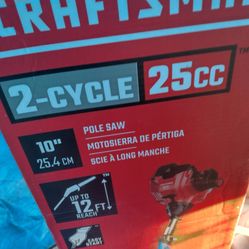 CRAFTSMAN
2-CYCLE 25CC
10"
25.4 CM
POLE SAW
MOTOSIERRA DE PÉRTIGA
SCIE À LONG MANCHE
UP TO
12 FT
REACH
EASY